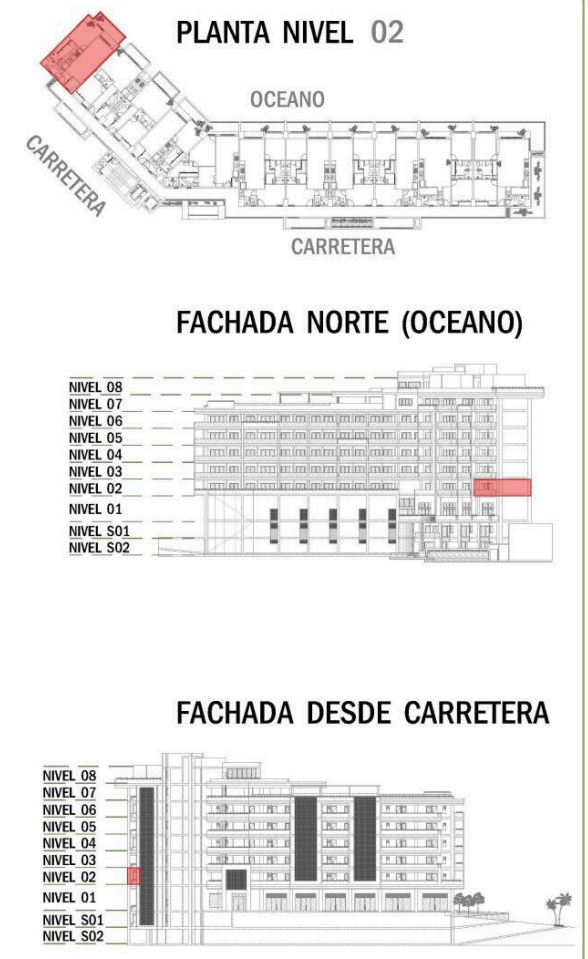 PLANTA NIVEL 02
OCEANO
CARRETERA
CARRETERA
FACHADA NORTE (OCEANO)
NIVEL 08
NIVEL 07
NIVEL 06
NIVEL 05
NIVEL 04
NIVEL 03
NIVEL 02
NIVEL 01
NIVEL S01
NIVEL S02
FACHADA DESDE CARRETERA
NIVEL 08
NIVEL 07
NIVEL 06
NIVEL 05
NIVEL 04
NIVEL 03
NIVEL 02
NIVEL 01
NIVEL S01
NIVEL S02